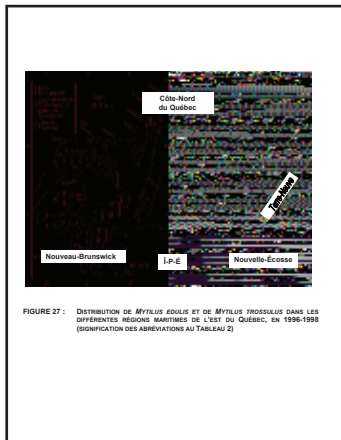 Côte-Nord
du Québec
Terre-Neuve
Nouveau-Brunswick
Î-P-É
Nouvelle-Écosse
FIGURE 27 : DISTRIBUTION DE MYTILUS EDULIS ET DE MYTILUS TROSSULUS DANS LES
DIFFÉRENTES RÉGIONS MARITIMES DE L'EST DU QUÉBEC, EN 1996-1998
(SIGNIFICATION DES ABRÉVIATIONS AU TABLEAU 2)